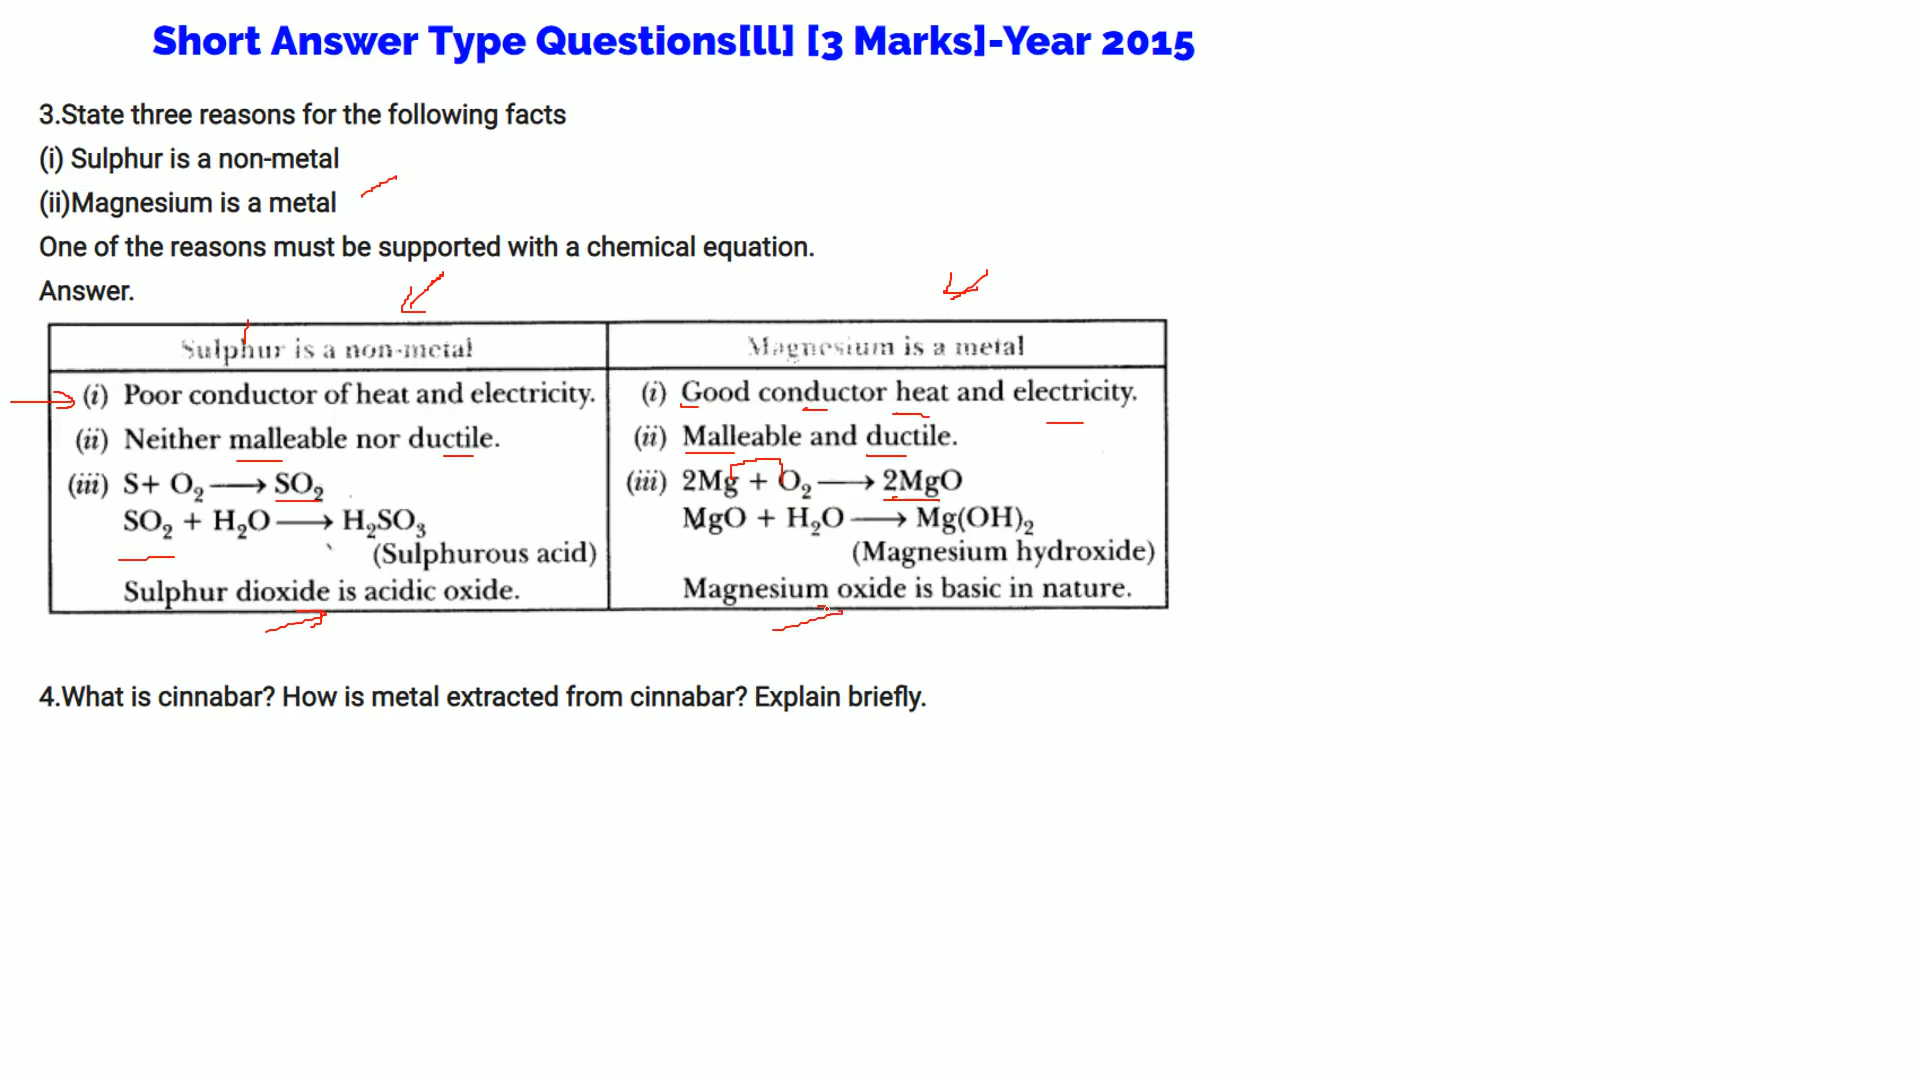 Short Answer Type Questions[ll] [3 Marks]-Year 2015
3.State three reasons for the following facts
(i) Sulphur is a non-metal
(ii)Magnesium is a metal
One of the reasons must be supported with a chemical equation.
Answer.
Sulphur is a non-metal
(i) Poor conductor of heat and electricity.
(ii) Neither malleable nor ductile.
(iii) S+ O₂ ⟶ SO₂
SO₂ + H₂O ⟶ H₂SO₃
(Sulphurous acid)
Sulphur dioxide is acidic oxide.
Magnesium is a metal
(i) Good conductor heat and electricity.
(ii) Malleable and ductile.
(iii) 2Mg + O₂ ⟶ 2MgO
MgO + H₂O ⟶ Mg(OH)₂
(Magnesium hydroxide)
Magnesium oxide is basic in nature.
4.What is cinnabar? How is metal extracted from cinnabar? Explain briefly.